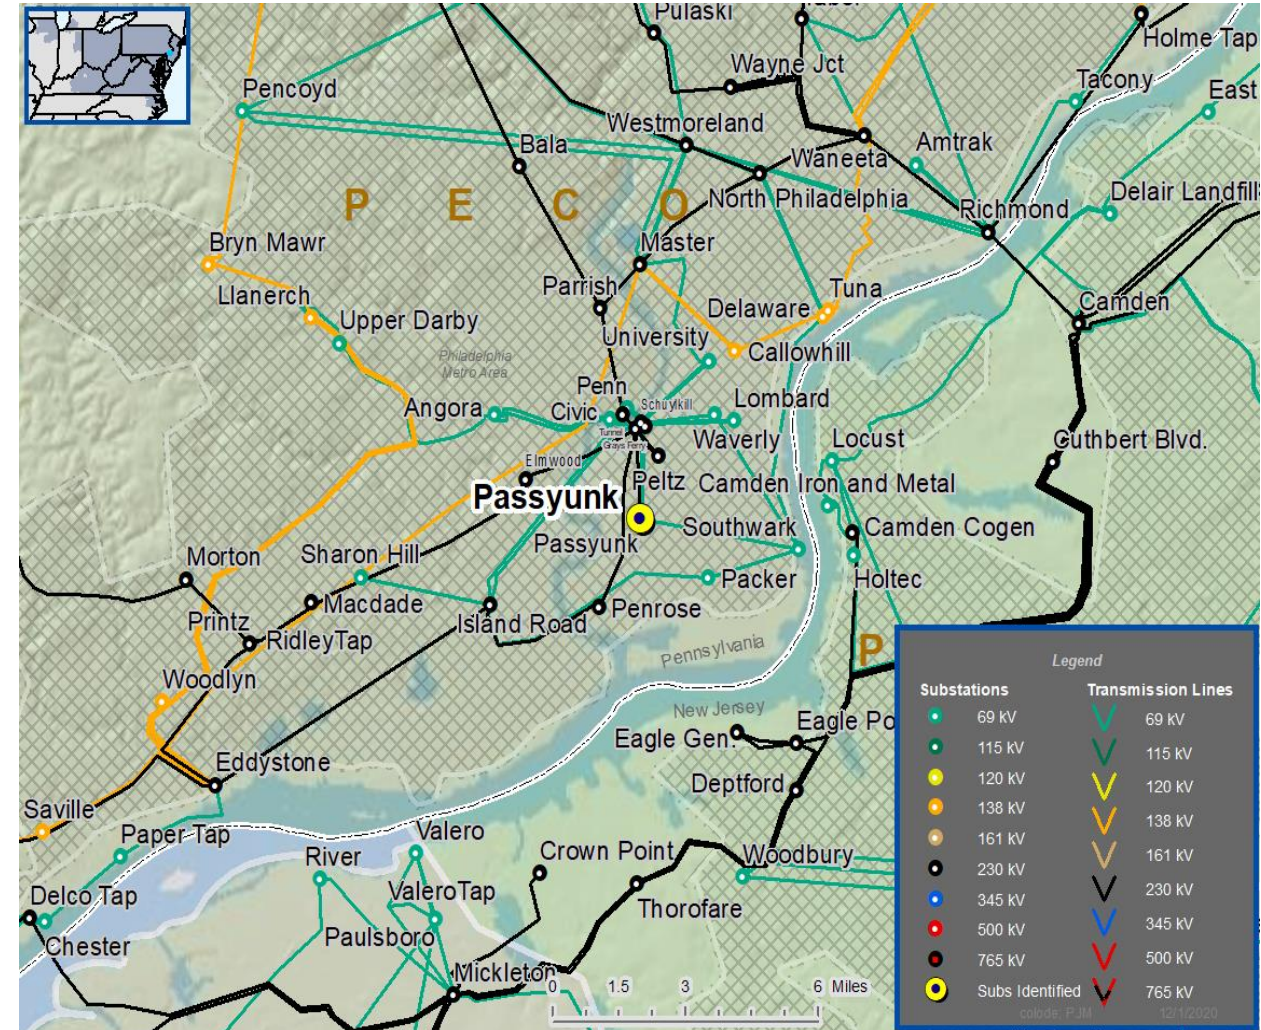 Pulaski
Tabor
Holme Tap
Wayne Jct
Tacony
East
Pencoyd
Westmoreland
Bala
Waneeta
Amtrak
P E C O
North Philadelphia
Delair Landfill
Richmond
Bryn Mawr
Master
Llanerch
Parrish
Delaware
Tuna
Camden
Upper Darby
University
Philadelphia
Metro Area
Callowhill
Penn
Angora
Civic
Schuylkill
Lombard
Tunnel
Grays Ferry
Waverly
Locust
Cuthbert Blvd.
Elmwood
Peltz
Camden Iron and Metal
Passyunk
Southwark
Camden Cogen
Passyunk
Morton
Sharon Hill
Packer
Holtec
Macdade
Penrose
Printz
Island Road
RidleyTap
Pennsylvania
P
Woodlyn
New Jersey
Eagle Po
Eagle Gen.
Eddystone
Deptford
Saville
Paper Tap
Valero
River
Crown Point
Woodbury
Delco Tap
ValeroTap
Thorofare
Chester
Paulsboro
Mickleton
0 1.5 3 6 Miles
Legend
Substations Transmission Lines
69 kV 69 kV
115 kV 115 kV
120 kV 120 kV
138 kV 138 kV
161 kV 161 kV
230 kV 230 kV
345 kV 345 kV
500 kV 500 kV
765 kV 765 kV
Subs Identified
colode; PJM 12/1/2020